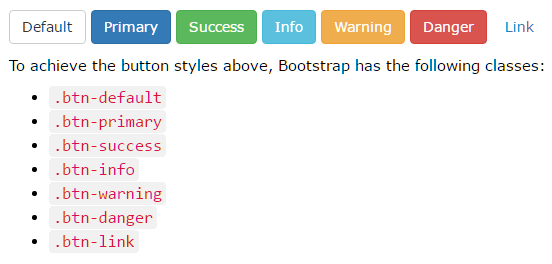 Default Primary Success Info Warning Danger Link
To achieve the button styles above, Bootstrap has the following classes:
.btn-default
.btn-primary
.btn-success
.btn-info
.btn-warning
.btn-danger
.btn-link